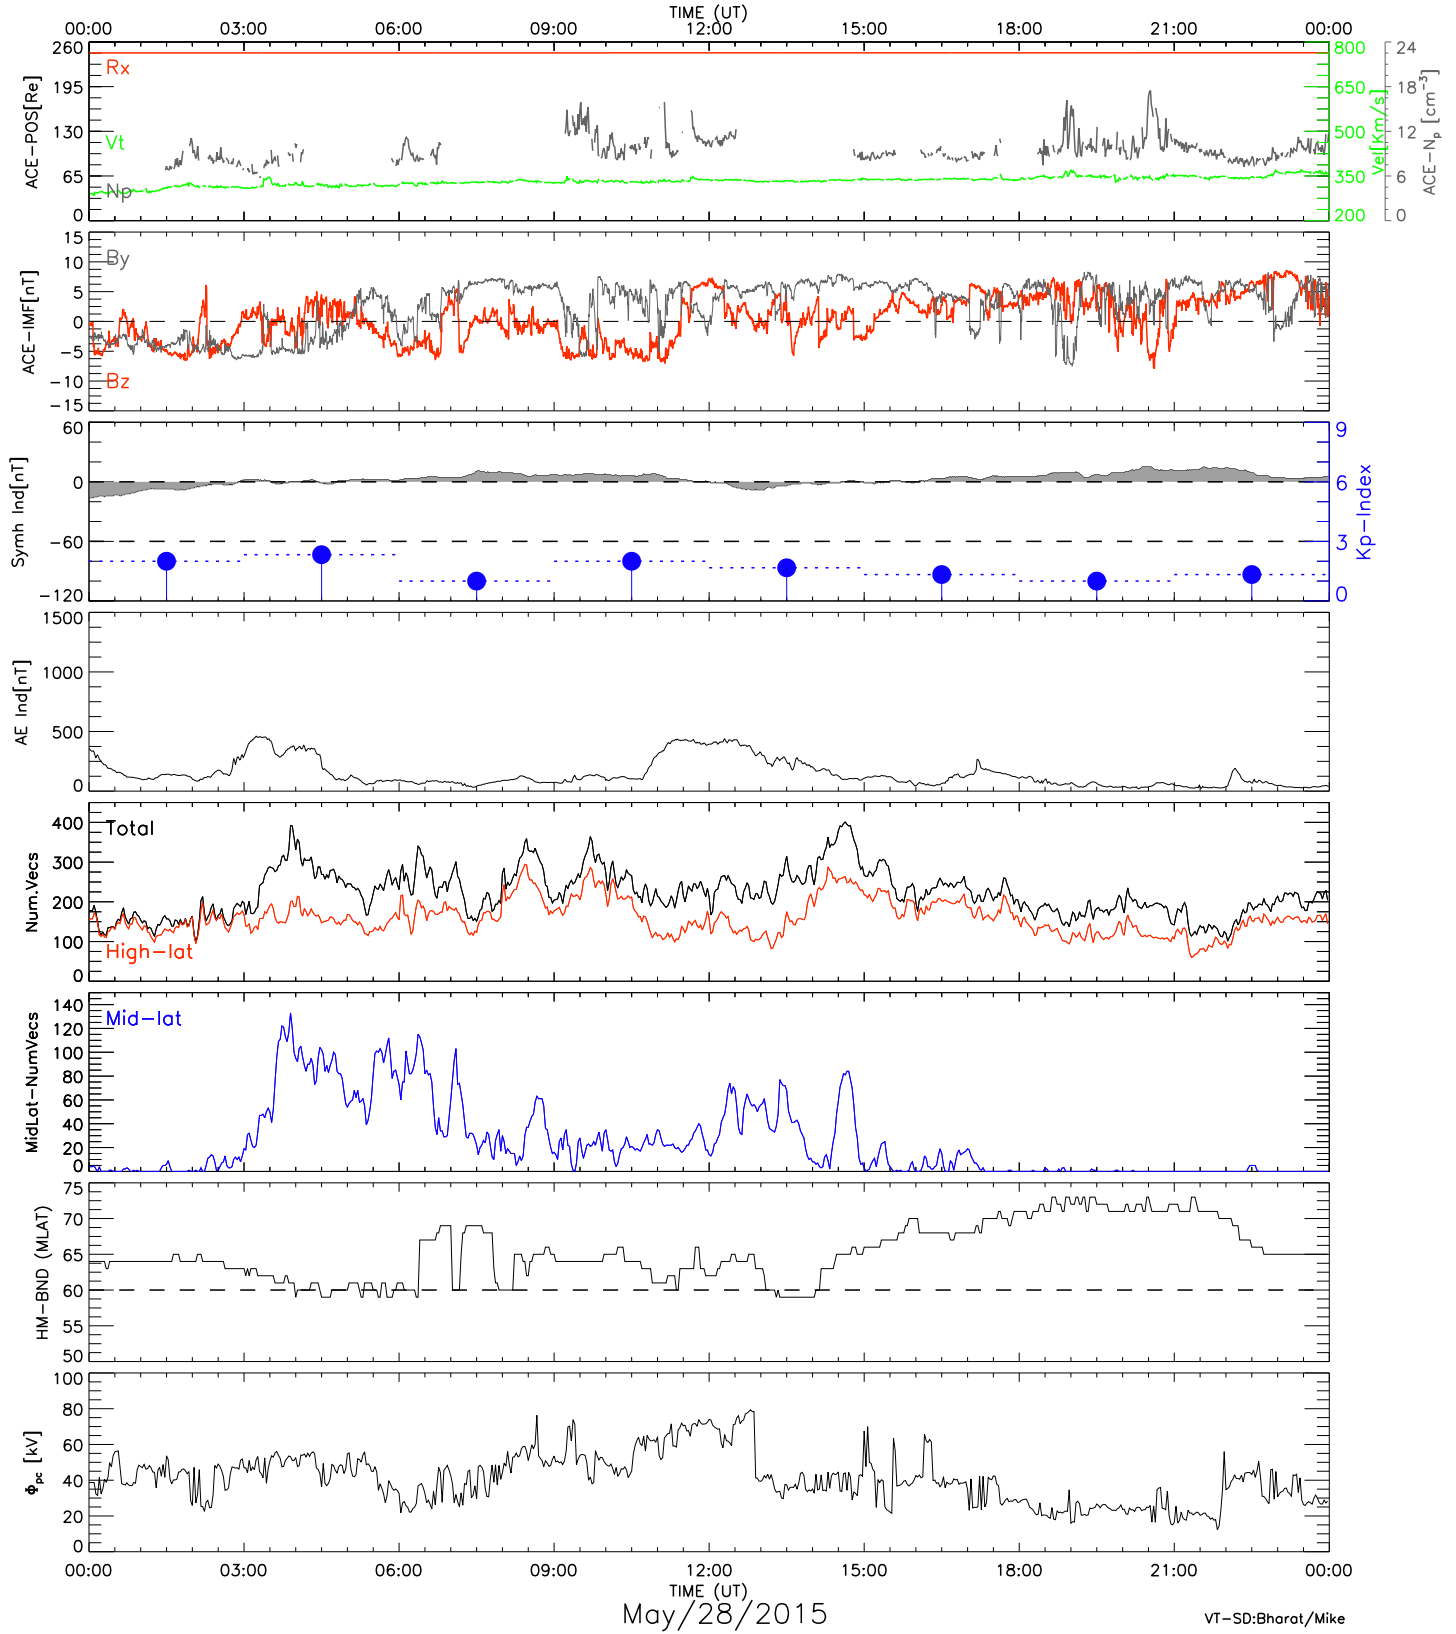 TIME (UT)
00:00 03:00 06:00 09:00 12:00 15:00 18:00 21:00 00:00
260 195 130 65 0
ACE-POS[Re]
Rx
Vt
Np
800 650 500 350 200
Vel[Km/s]
24 18 12 6 0
ACE-Np [cm-3]
15 10 5 0 -5 -10 -15
ACE-IMF[nT]
By
Bz
60 0 -60 -120
Symh Ind[nT]
9 6 3 0
Kp-Index
1500 1000 500 0
AE Ind[nT]
400 300 200 100 0
Num.Vecs
Total
High-lat
140 120 100 80 60 40 20 0
MidLat-NumVecs
Mid-lat
75 70 65 60 55 50
HM-BND (MLAT)
100 80 60 40 20 0
Φpc [kV]
00:00 03:00 06:00 09:00 12:00 15:00 18:00 21:00 00:00
TIME (UT)
May/28/2015
VT-SD:Bharat/Mike